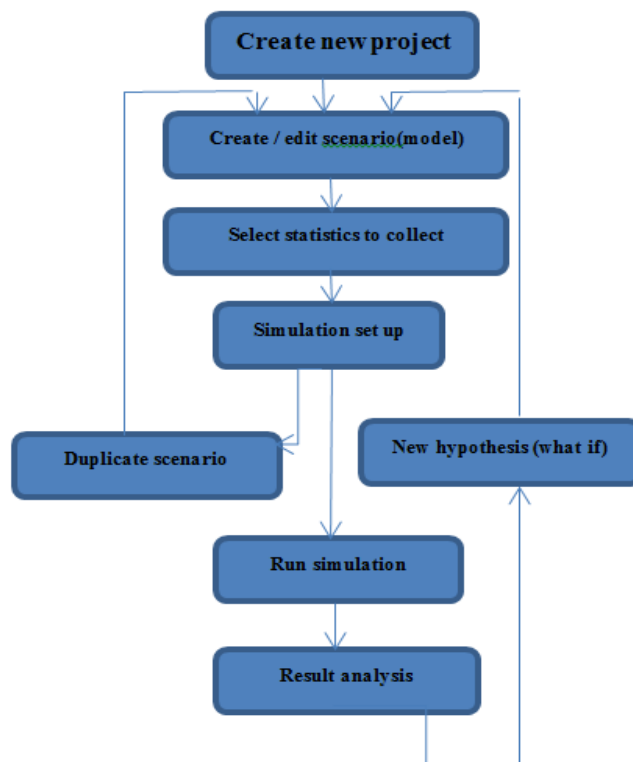 Create new project
Create / edit scenario(model)
Select statistics to collect
Simulation set up
Duplicate scenario
New hypothesis (what if)
Run simulation
Result analysis